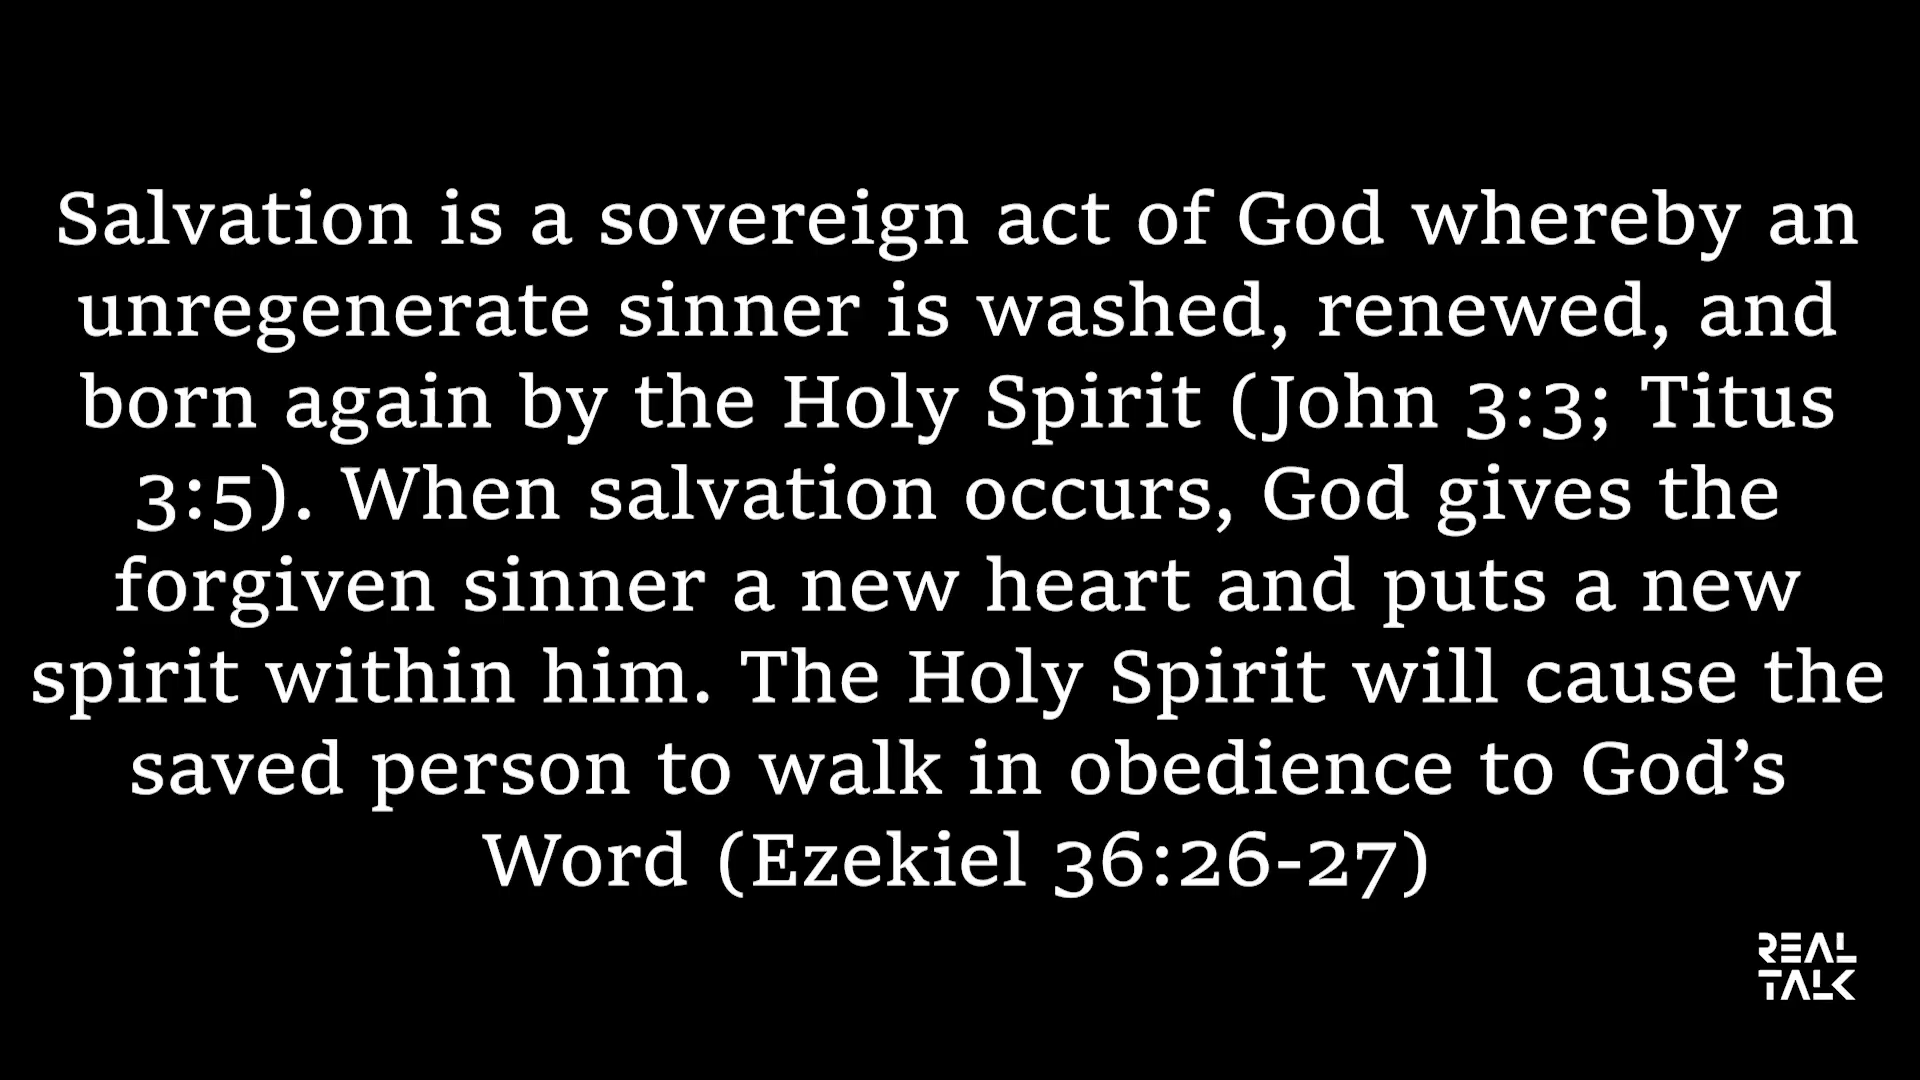 Salvation is a sovereign act of God whereby an
unregenerate sinner is washed, renewed, and
born again by the Holy Spirit (John 3:3; Titus
3:5). When salvation occurs, God gives the
forgiven sinner a new heart and puts a new
spirit within him. The Holy Spirit will cause the
saved person to walk in obedience to God’s
Word (Ezekiel 36:26-27)
REAL
TALK